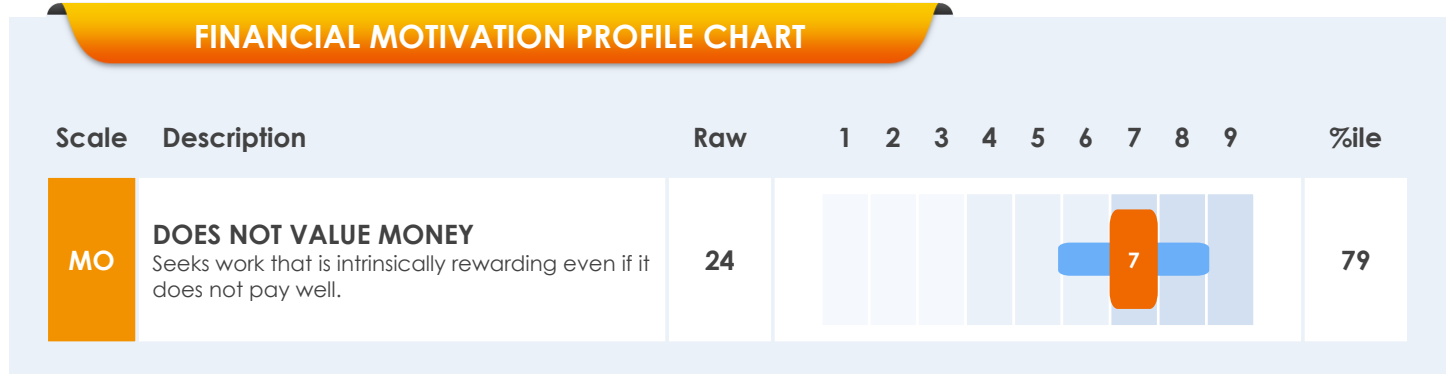 FINANCIAL MOTIVATION PROFILE CHART
Scale Description Raw 1 2 3 4 5 6 7 8 9 %ile
DOES NOT VALUE MONEY
MO Seeks work that is intrinsically rewarding even if it 24 7 79
does not pay well.